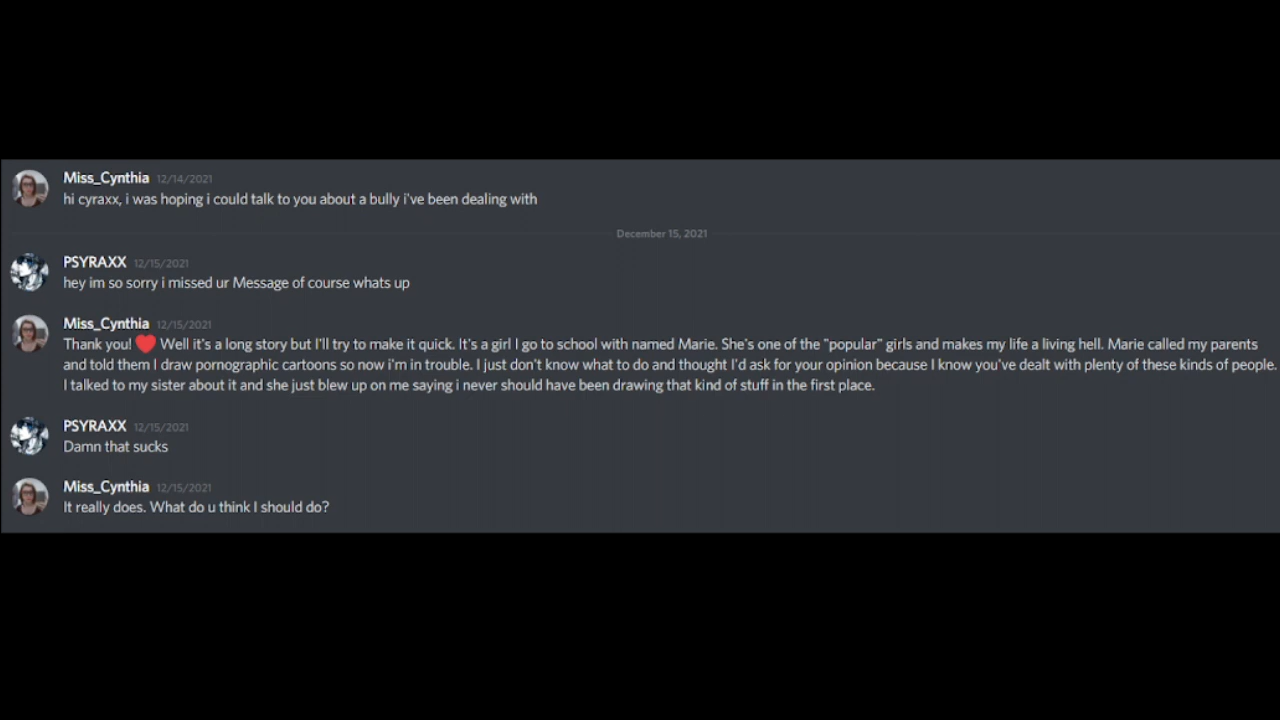 Miss_Cynthia 12/14/2021
hi cyraxx, i was hoping i could talk to you about a bully i've been dealing with
December 15, 2021
PSYRAXX 12/15/2021
hey im so sorry i missed ur Message of course whats up
Miss_Cynthia 12/15/2021
Thank you! ❤️ Well it's a long story but I'll try to make it quick. It's a girl I go to school with named Marie. She's one of the "popular" girls and makes my life a living hell. Marie called my parents
and told them I draw pornographic cartoons so now i'm in trouble. I just don't know what to do and thought I'd ask for your opinion because I know you've dealt with plenty of these kinds of people.
I talked to my sister about it and she just blew up on me saying i never should have been drawing that kind of stuff in the first place.
PSYRAXX 12/15/2021
Damn that sucks
Miss_Cynthia 12/15/2021
It really does. What do u think I should do?